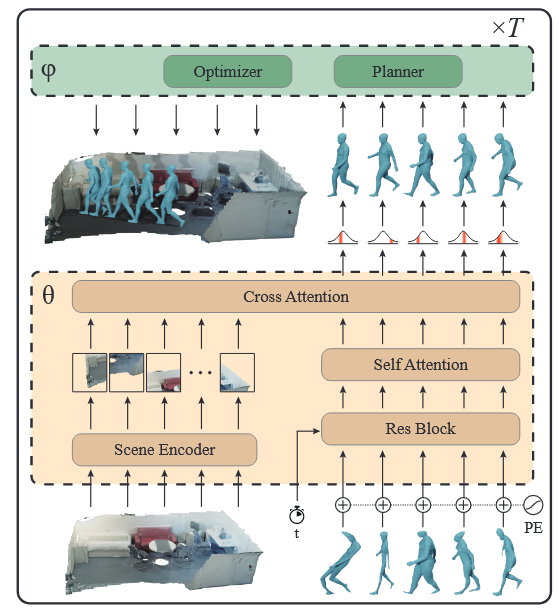 ×T
φ
Optimizer
Planner
θ
Cross Attention
Self Attention
Res Block
Scene Encoder
t
PE